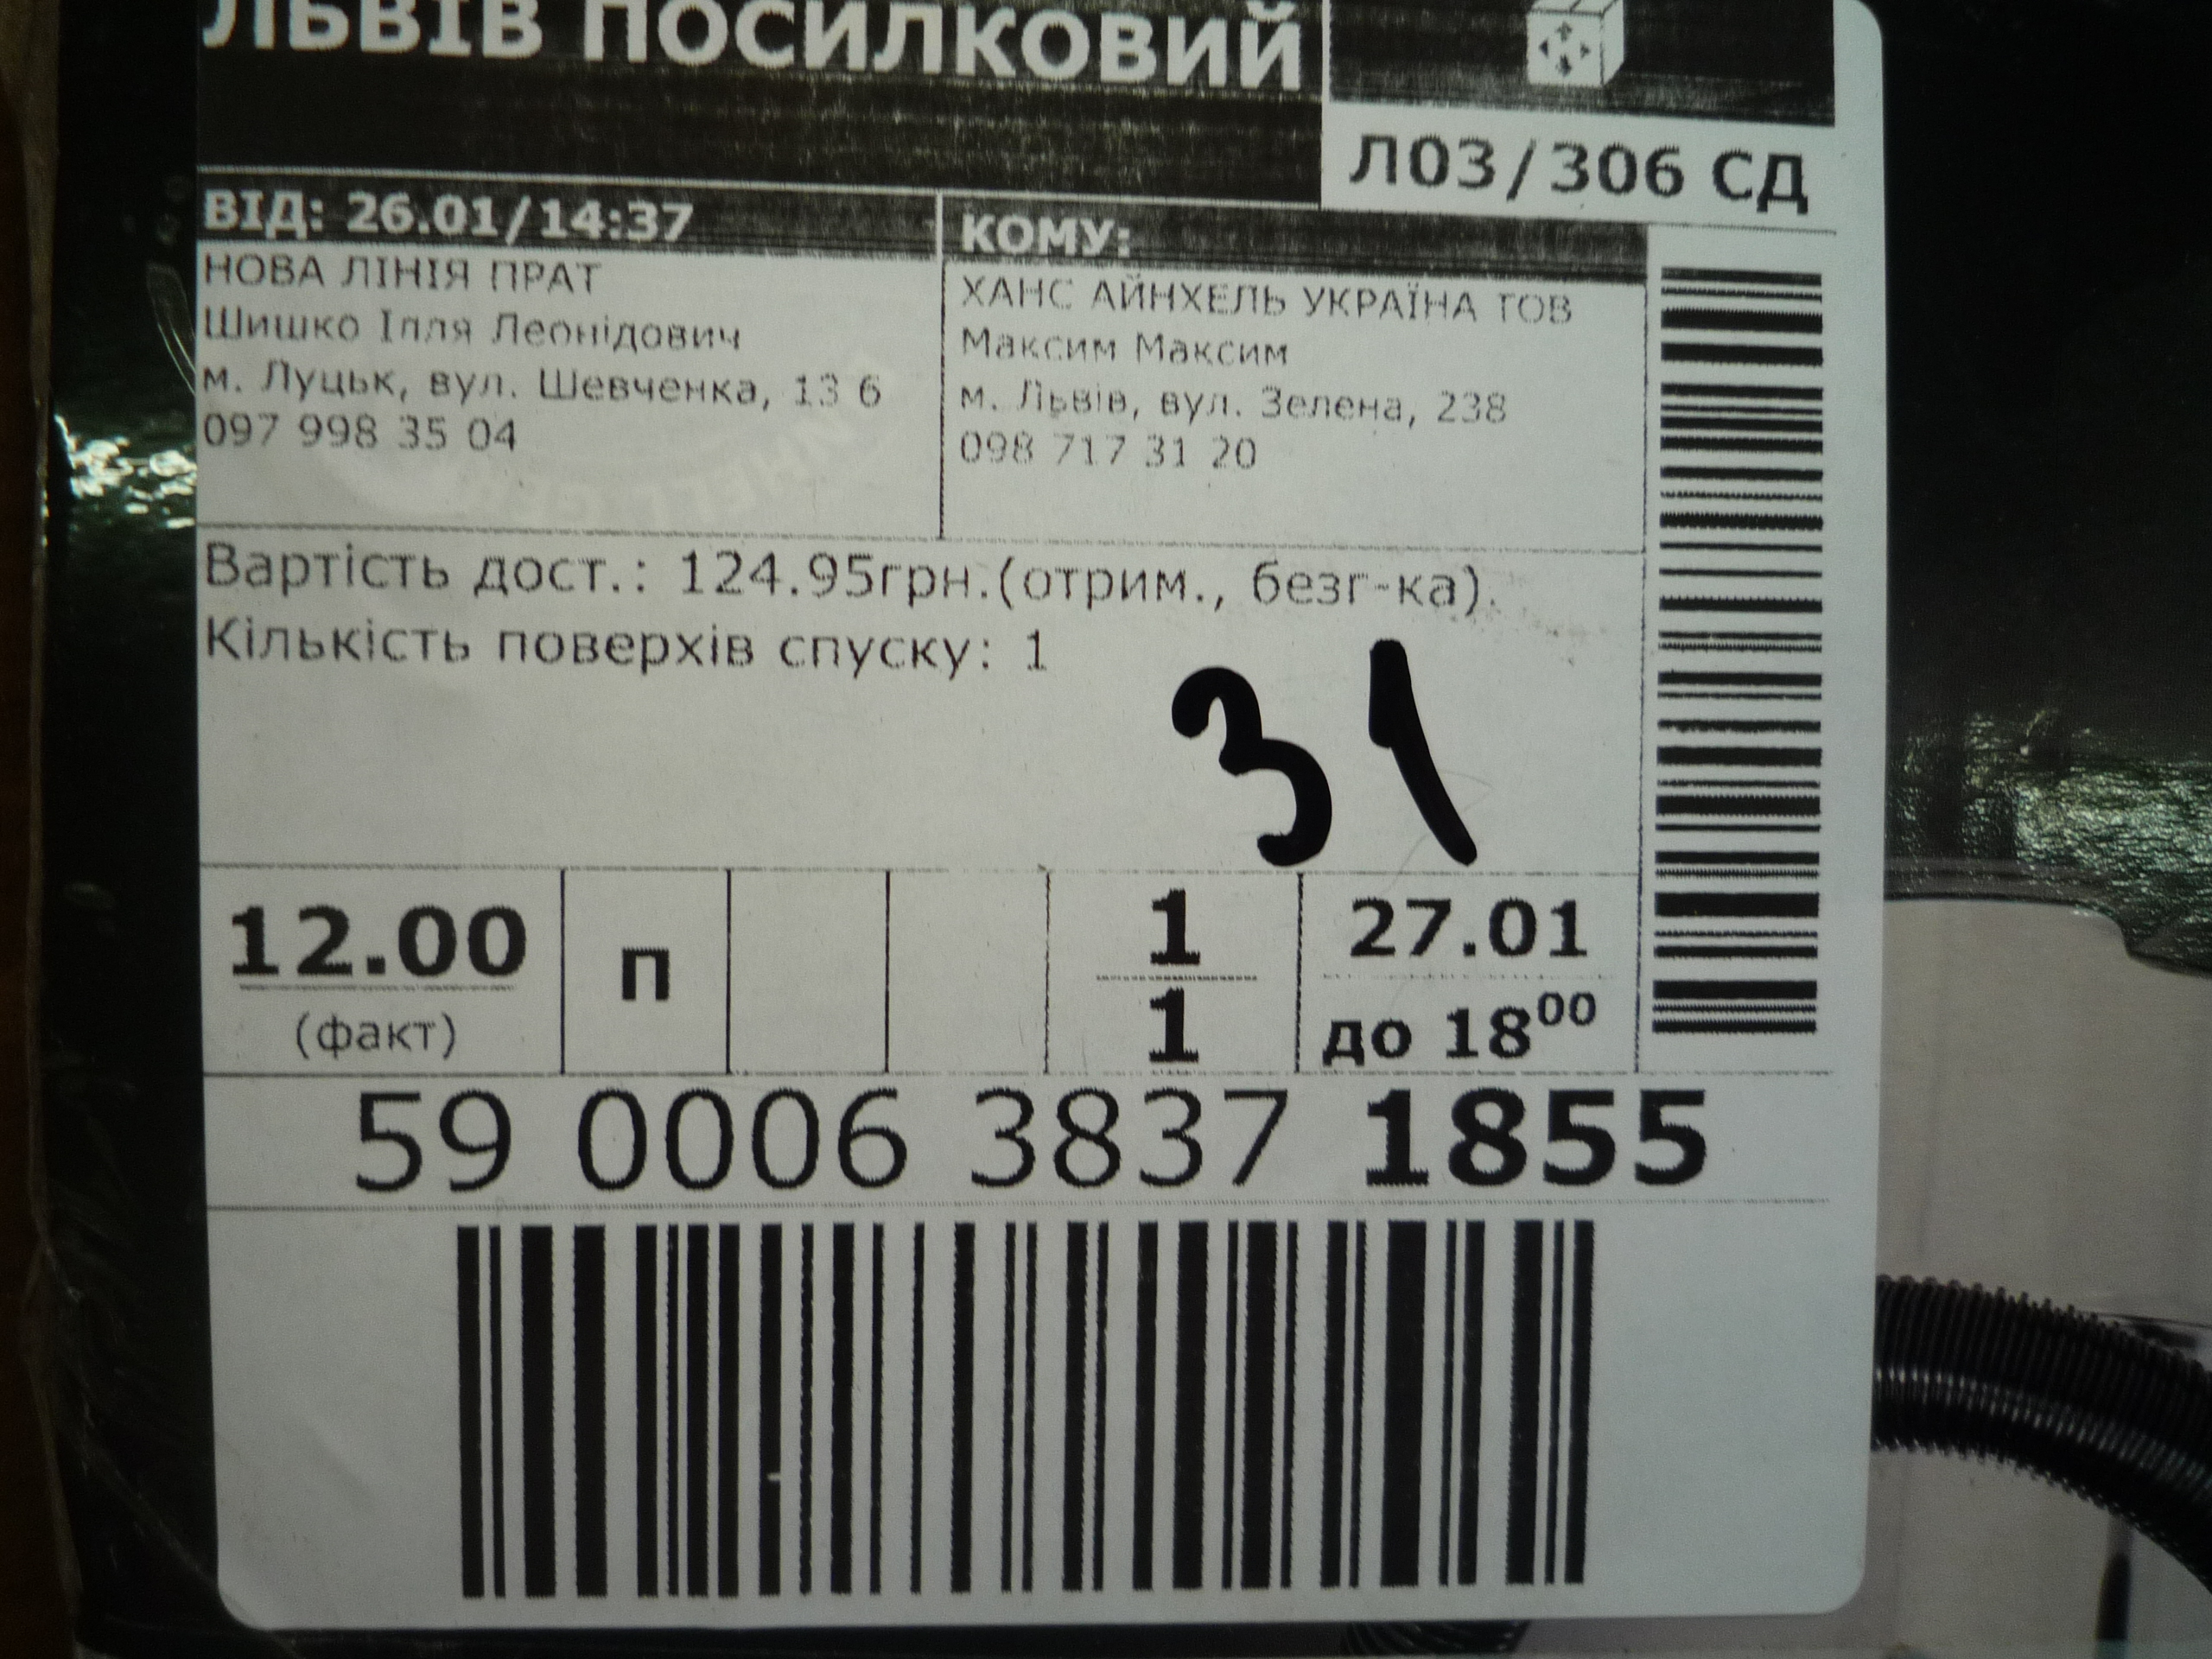 ЛЬВІВ ПОСИЛКОВИЙ
Л03/306 СД
ВІД: 26.01/14:37
НОВА ЛІНІЯ ПРАТ
Шишко Ілля Леонідович
м. Луцьк, вул. Шевченка, 13 б
097 998 35 04
КОМУ:
ХАНС АЙНХЕЛЬ УКРАЇНА ТОВ
Максим Максим
м. Львів, вул. Зелена, 238
098 717 31 20
Вартість дост.: 124.95грн.(отрим., безг-ка).
Кількість поверхів спуску: 1
31
12.00
(факт)
п
1
1
27.01
до 18⁰⁰
59 0006 3837 1855